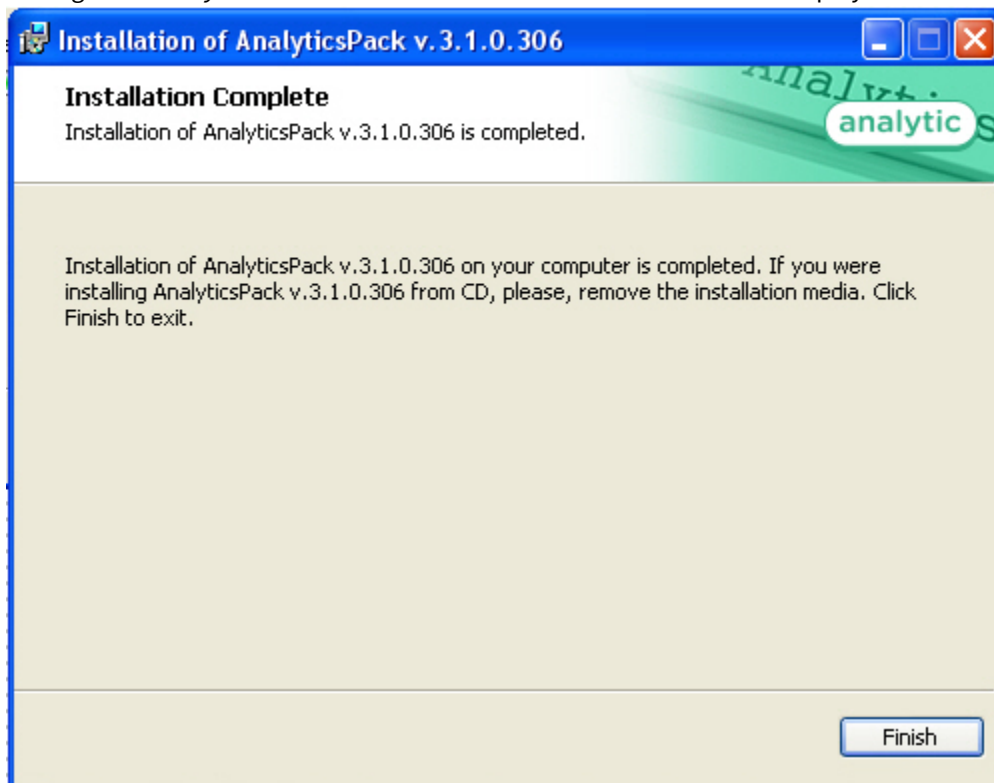 Installation of AnalyticsPack v.3.1.0.306
Installation Complete
Installation of AnalyticsPack v.3.1.0.306 is completed.
analytic
Installation of AnalyticsPack v.3.1.0.306 on your computer is completed. If you were
installing AnalyticsPack v.3.1.0.306 from CD, please, remove the installation media. Click
Finish to exit.
Finish